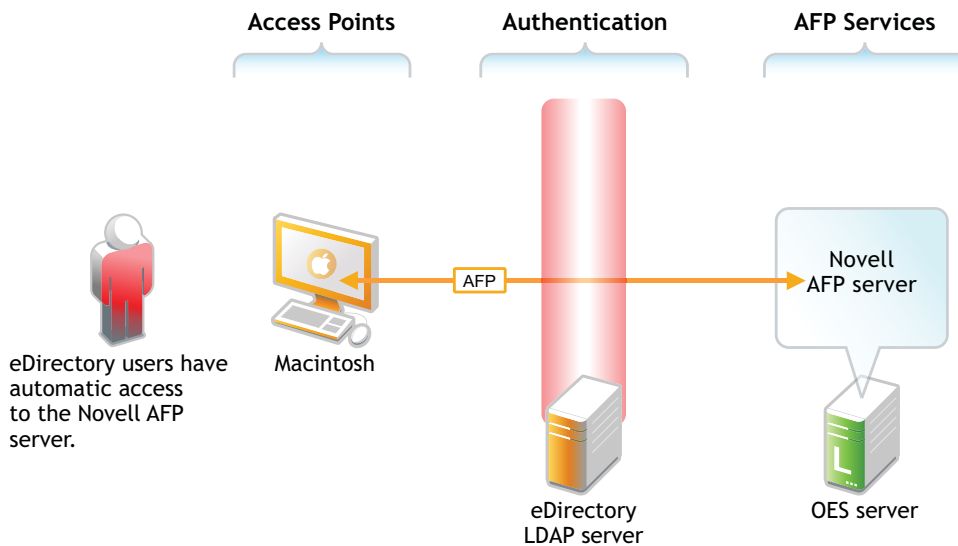 Access Points
Authentication
AFP Services
AFP
Novell
AFP server
eDirectory users have
automatic access
to the Novell AFP
server.
Macintosh
L
eDirectory
LDAP server
OES server